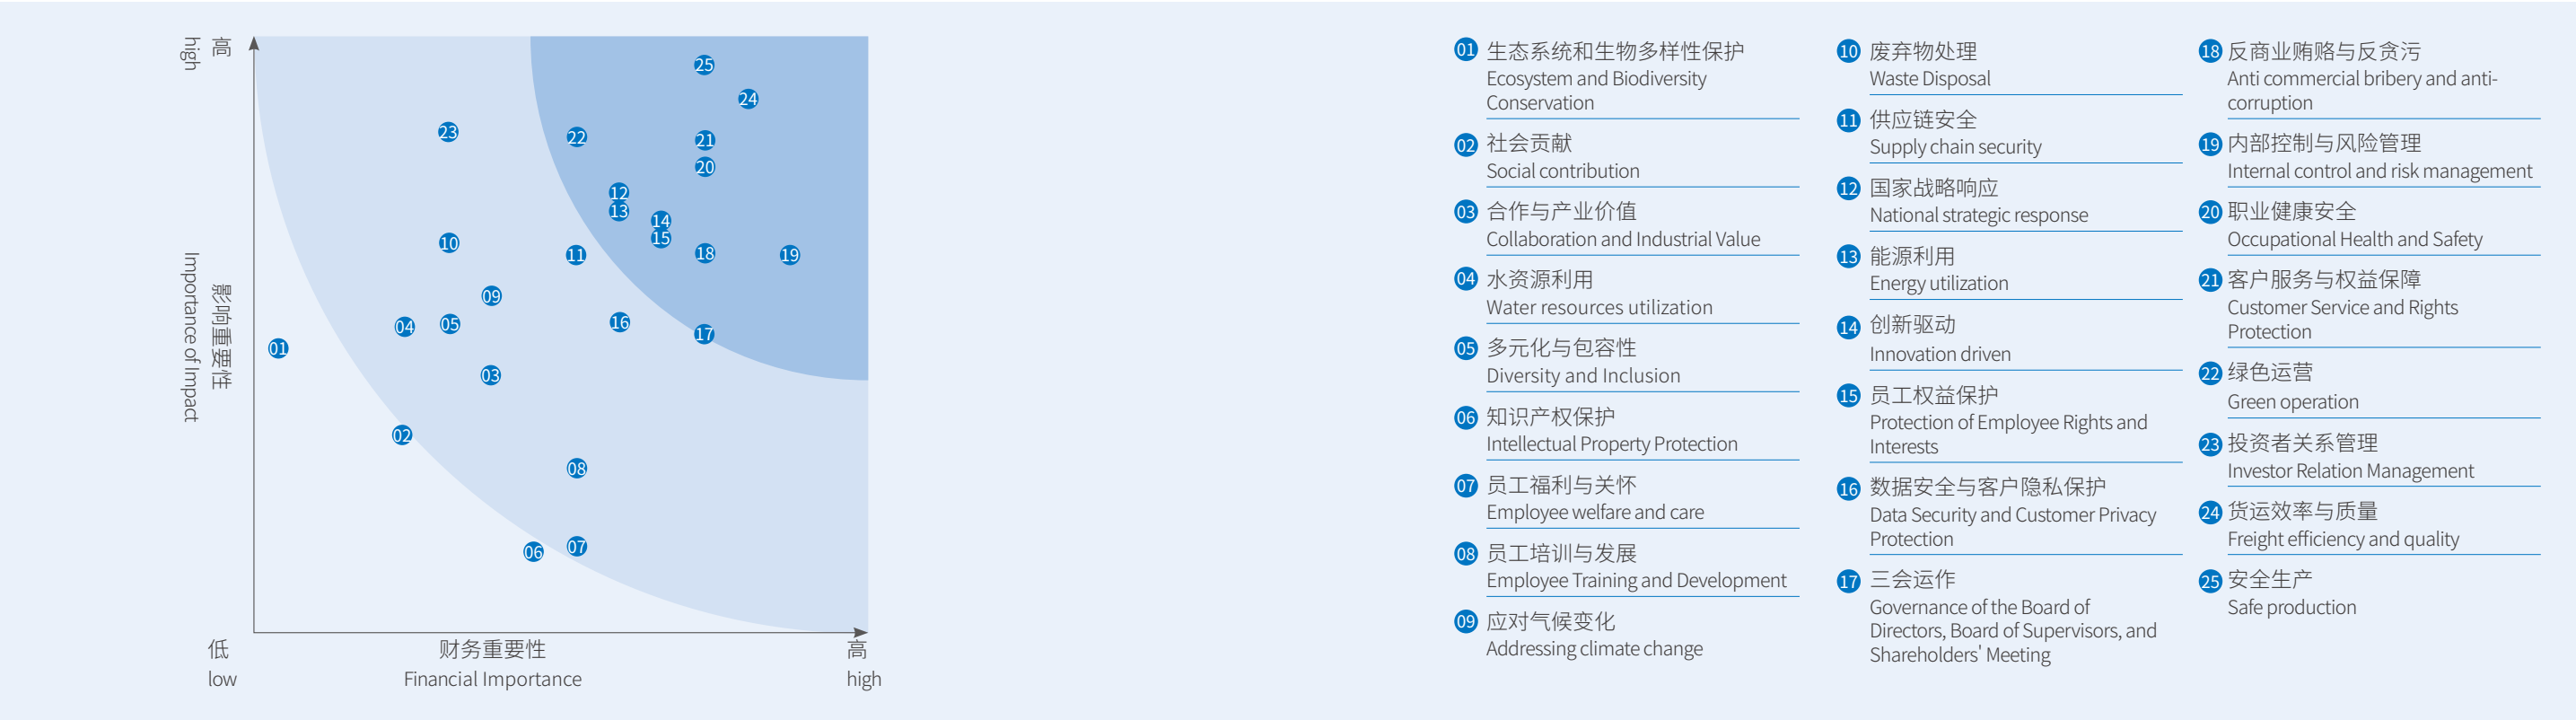 高
high
影响重要性
Importance of Impact
25
24
23
22
21
20
12
13
14
15
10
11
18
19
09
04
05
16
17
01
03
02
08
06
07
低
low
财务重要性
Financial Importance
高
high
01 生态系统和生物多样性保护
Ecosystem and Biodiversity
Conservation
02 社会贡献
Social contribution
03 合作与产业价值
Collaboration and Industrial Value
04 水资源利用
Water resources utilization
05 多元化与包容性
Diversity and Inclusion
06 知识产权保护
Intellectual Property Protection
07 员工福利与关怀
Employee welfare and care
08 员工培训与发展
Employee Training and Development
09 应对气候变化
Addressing climate change
10 废弃物处理
Waste Disposal
11 供应链安全
Supply chain security
12 国家战略响应
National strategic response
13 能源利用
Energy utilization
14 创新驱动
Innovation driven
15 员工权益保护
Protection of Employee Rights and
Interests
16 数据安全与客户隐私保护
Data Security and Customer Privacy
Protection
17 三会运作
Governance of the Board of
Directors, Board of Supervisors, and
Shareholders' Meeting
18 反商业贿赂与反贪污
Anti commercial bribery and anti-
corruption
19 内部控制与风险管理
Internal control and risk management
20 职业健康安全
Occupational Health and Safety
21 客户服务与权益保障
Customer Service and Rights
Protection
22 绿色运营
Green operation
23 投资者关系管理
Investor Relation Management
24 货运效率与质量
Freight efficiency and quality
25 安全生产
Safe production